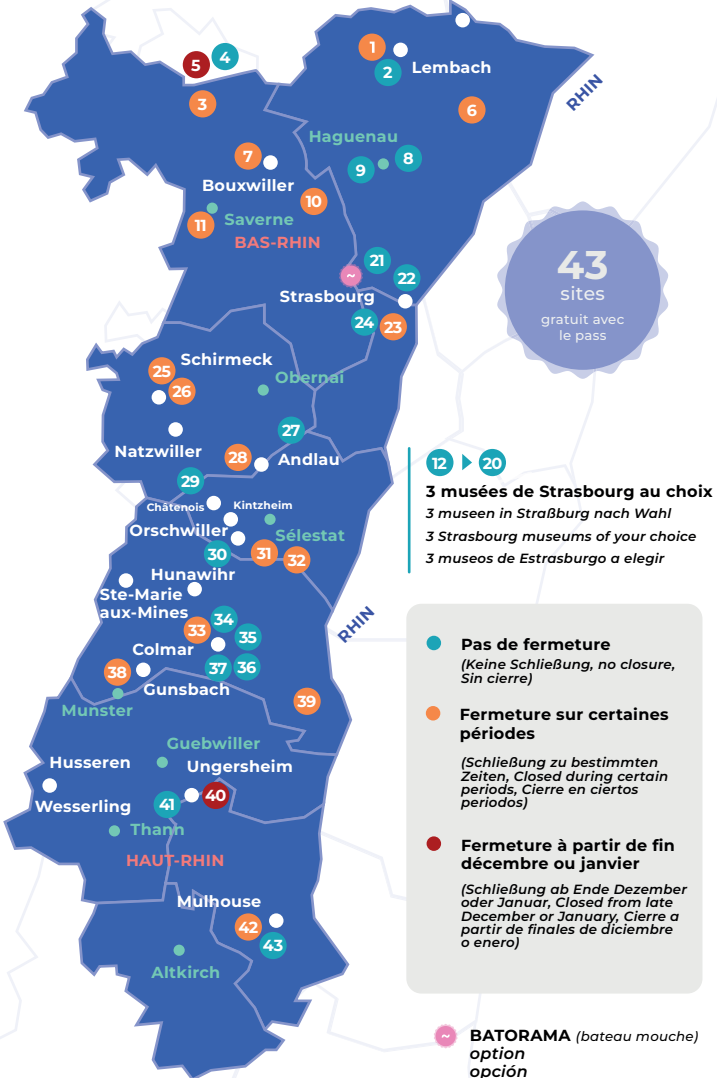 1
5
4
2
Lembach
3
6
RHIN
Haguenau
7
9
8
Bouxwiller
10
11
Saverne
BAS-RHIN
21
~
22
Strasbourg
24
23
43
sites
gratuit avec
le pass
Schirmeck
25
26
Obernai
27
Natzwiller
28
Andlau
29
Châtenois
Kintzheim
Orschwiller
Sélestat
30
31
32
12
20
3 musées de Strasbourg au choix
3 museen in Straßburg nach Wahl
3 Strasbourg museums of your choice
3 museos de Estrasburgo a elegir
Hunawihr
Ste-Marie
aux-Mines
34
33
35
Colmar
37
36
38
Gunsbach
Munster
39
RHIN
Guebwiller
Husseren
Ungersheim
Wesserling
41
40
Thann
HAUT-RHIN
Mulhouse
42
43
Altkirch
Pas de fermeture
(Keine Schließung, no closure,
Sin cierre)
Fermeture sur certaines
périodes
(Schließung zu bestimmten
Zeiten, Closed during certain
periods, Cierre en ciertos
periodos)
Fermeture à partir de fin
décembre ou janvier
(Schließung ab Ende Dezember
oder Januar, Closed from late
December or January, Cierre a
partir de finales de diciembre
o enero)
~
BATORAMA (bateau mouche)
option
opción